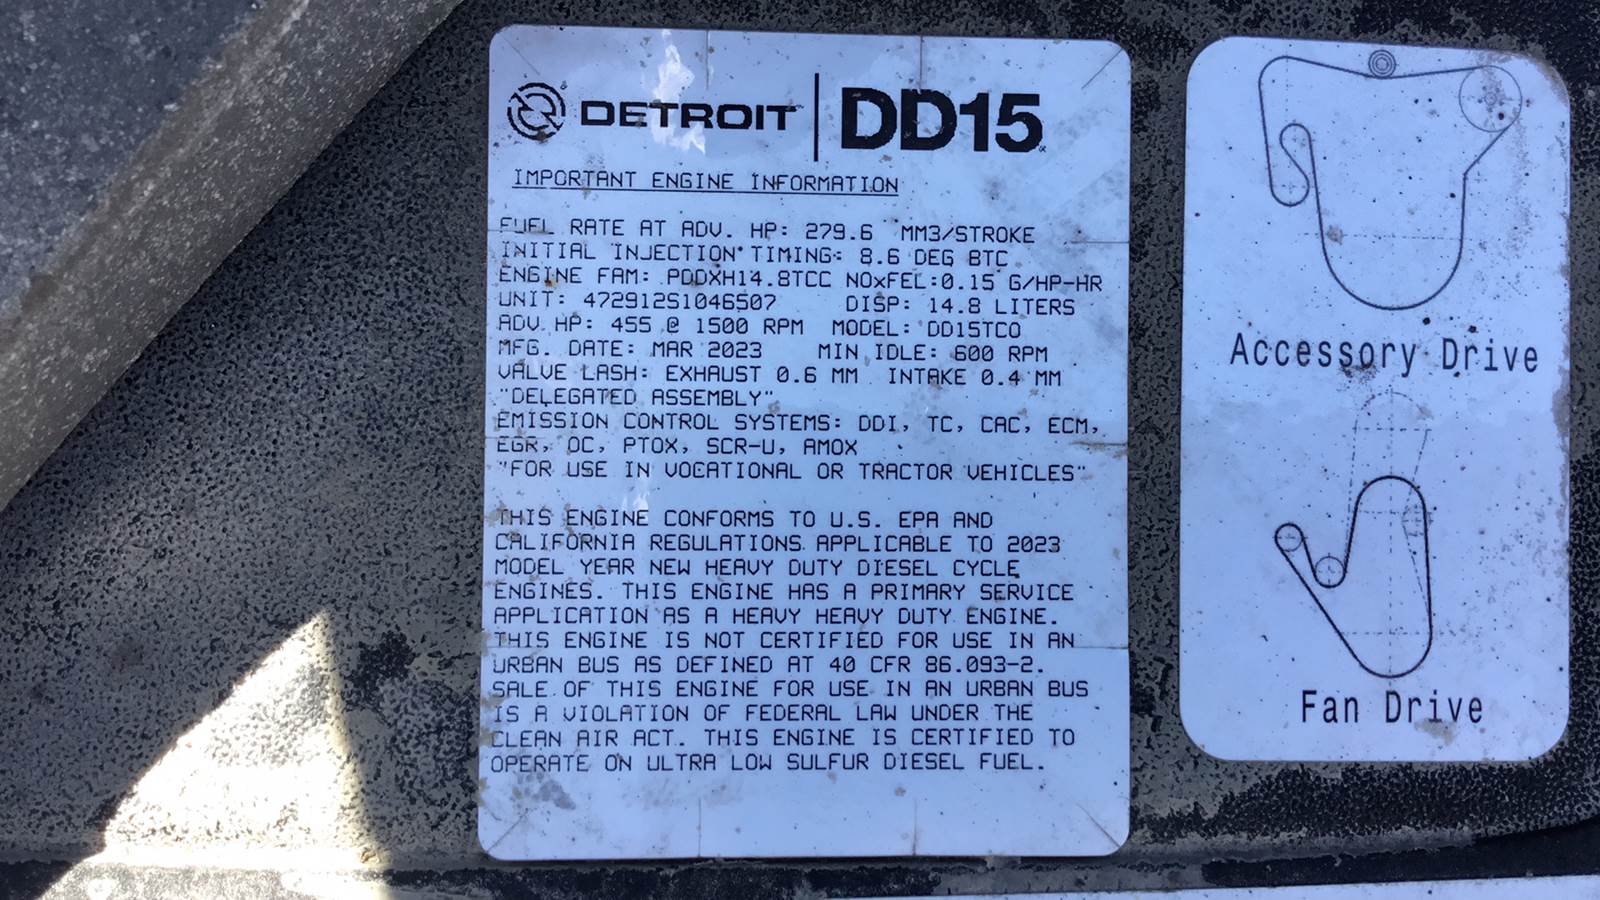 DETROIT DD15
IMPORTANT ENGINE INFORMATION
FUEL RATE AT ADV. HP: 279.6 MM3/STROKE
INITIAL INJECTION TIMING: 8.6 DEG BTC
ENGINE FAM: PDDXH14.8TCC NOxFEL:0.15 G/HP-HR
UNIT: 472912S1046507 DISP: 14.8 LITERS
ADV. HP: 455 @ 1500 RPM MODEL: DD15TCO
MFG. DATE: MAR 2023 MIN IDLE: 600 RPM
VALVE LASH: EXHAUST 0.6 MM INTAKE 0.4 MM
"DELEGATED ASSEMBLY"
EMISSION CONTROL SYSTEMS: DDI, TC, CAC, ECM,
EGR, OC, PTOX, SCR-U, AMOX
"FOR USE IN VOCATIONAL OR TRACTOR VEHICLES"
THIS ENGINE CONFORMS TO U.S. EPA AND
CALIFORNIA REGULATIONS APPLICABLE TO 2023
MODEL YEAR NEW HEAVY DUTY DIESEL CYCLE
ENGINES. THIS ENGINE HAS A PRIMARY SERVICE
APPLICATION AS A HEAVY HEAVY DUTY ENGINE.
THIS ENGINE IS NOT CERTIFIED FOR USE IN AN
URBAN BUS AS DEFINED AT 40 CFR 86.093-2.
SALE OF THIS ENGINE FOR USE IN AN URBAN BUS
IS A VIOLATION OF FEDERAL LAW UNDER THE
CLEAN AIR ACT. THIS ENGINE IS CERTIFIED TO
OPERATE ON ULTRA LOW SULFUR DIESEL FUEL.
Accessory Drive
Fan Drive